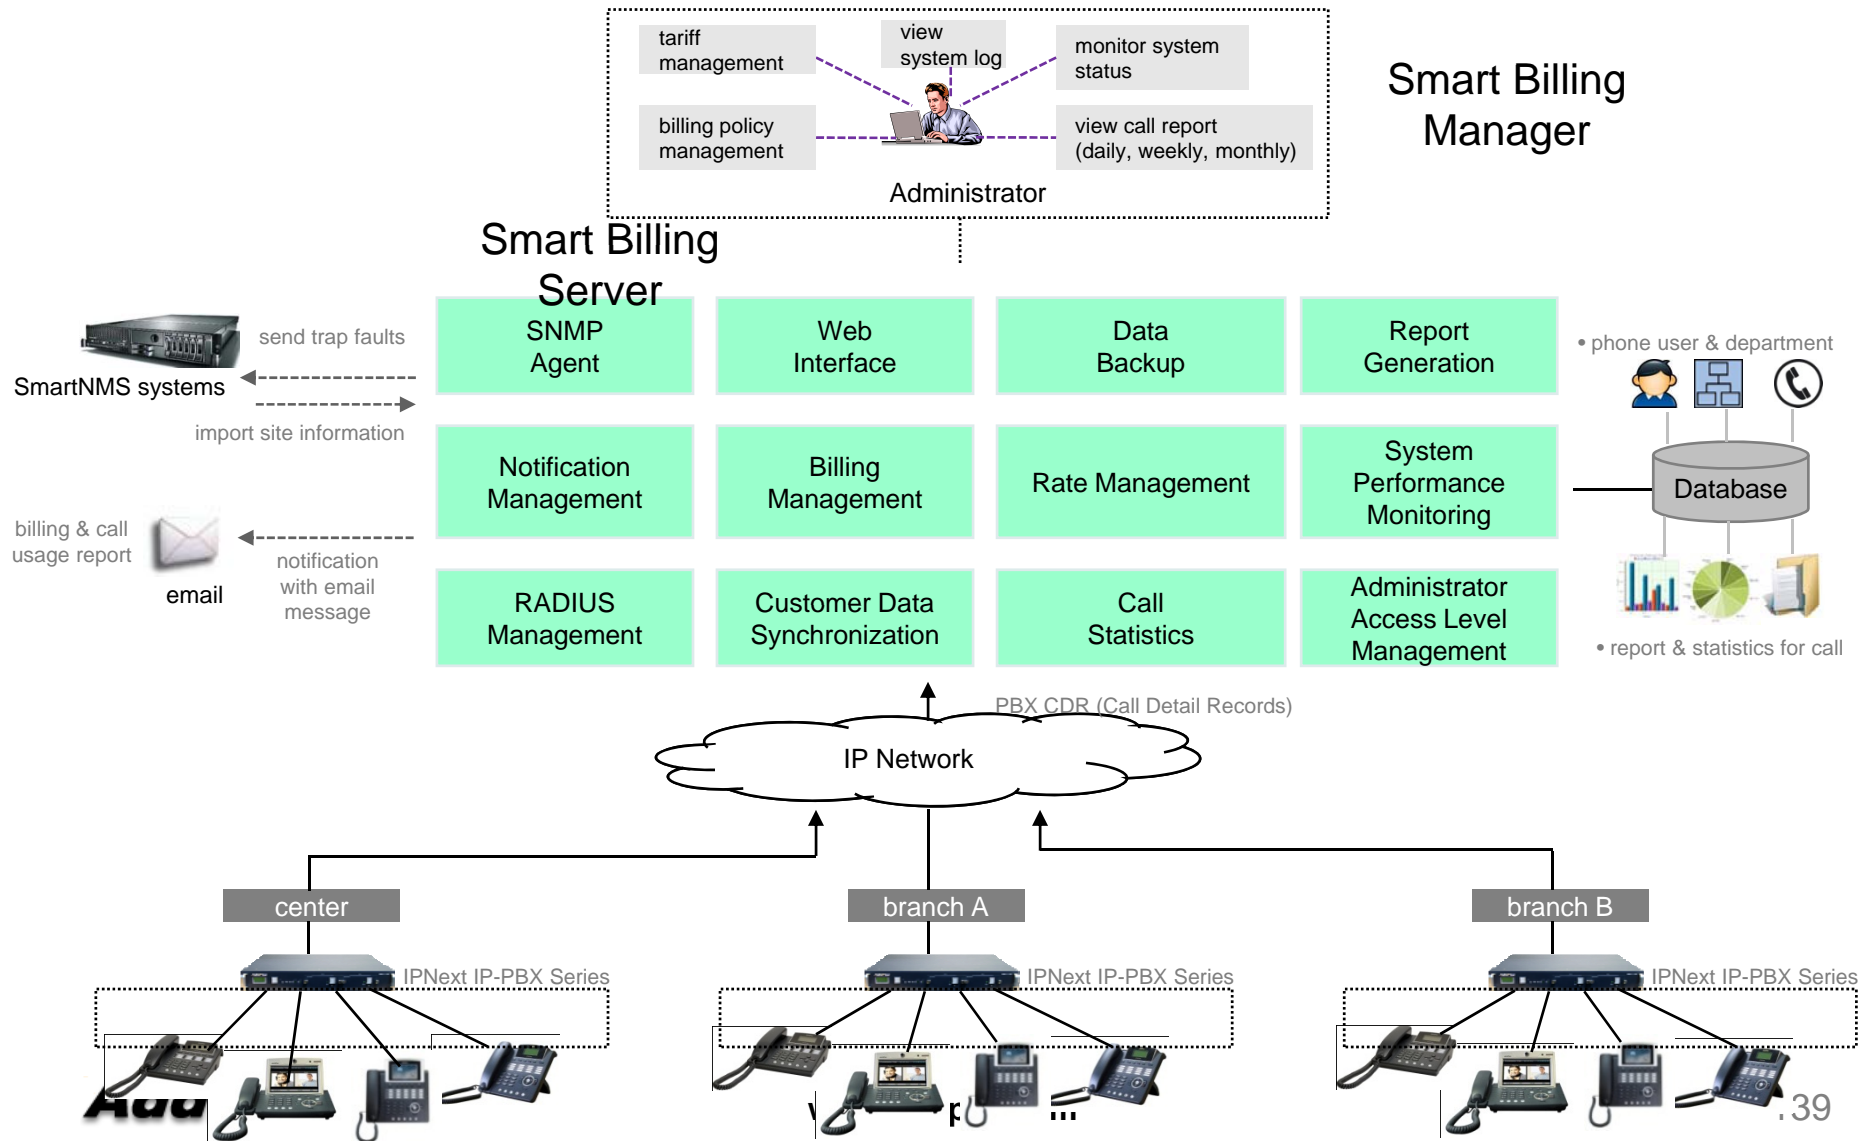 tariff
management
view
system log
monitor system
status
billing policy
management
view call report
(daily, weekly, monthly)
Administrator
Smart Billing
Manager
Smart Billing
Server
SmartNMS systems
send trap faults
import site information
billing & call
usage report
email
notification
with email
message
SNMP
Agent
Web
Interface
Data
Backup
Report
Generation
Notification
Management
Billing
Management
Rate Management
System
Performance
Monitoring
RADIUS
Management
Customer Data
Synchronization
Call
Statistics
Administrator
Access Level
Management
• phone user & department
Database
• report & statistics for call
PBX CDR (Call Detail Records)
IP Network
center
branch A
branch B
IPNext IP-PBX Series
IPNext IP-PBX Series
IPNext IP-PBX Series
39